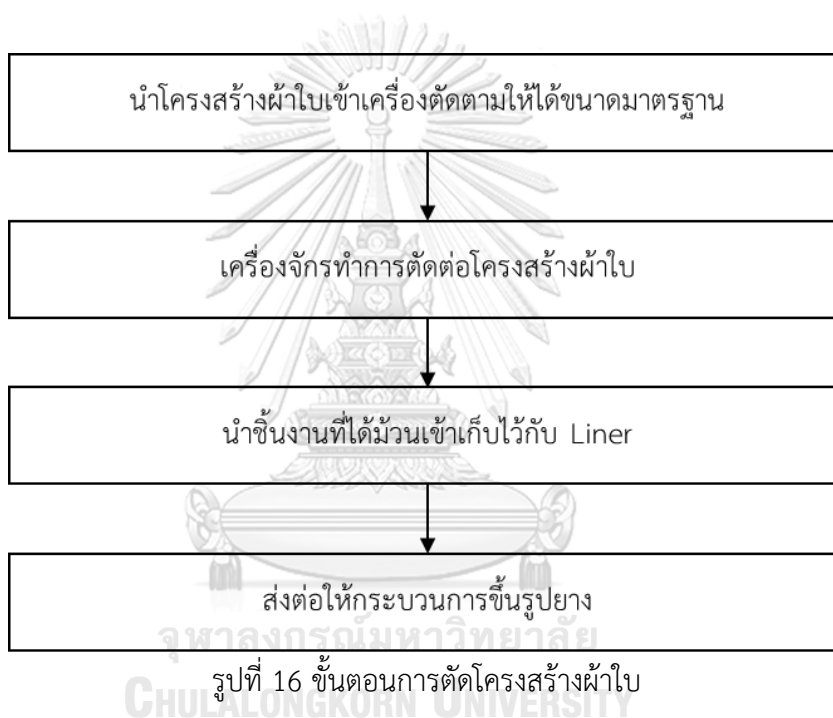 นำโครงสร้างผ้าใบเข้าเครื่องตัดตามให้ได้ขนาดมาตรฐาน
เครื่องจักรทำการตัดต่อโครงสร้างผ้าใบ
นำชิ้นงานที่ได้ม้วนเข้าเก็บไว้กับ Liner
ส่งต่อให้กระบวนการขึ้นรูปยาง
จุฬาลงกรณ์มหาวิทยาลัย
รูปที่ 16 ขั้นตอนการตัดโครงสร้างผ้าใบ
CHULALONGKORN UNIVERSITY